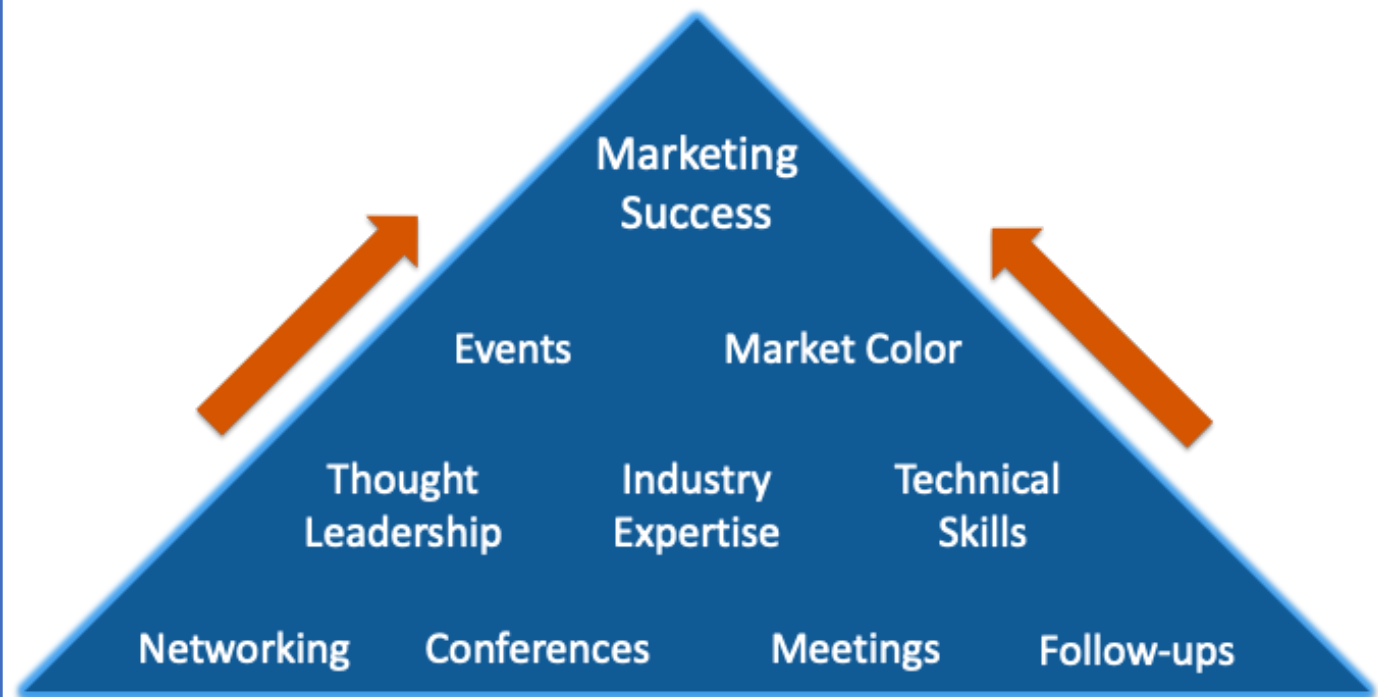 Marketing
Success
Events Market Color
Thought Industry Technical
Leadership Expertise Skills
Networking Conferences Meetings Follow-ups